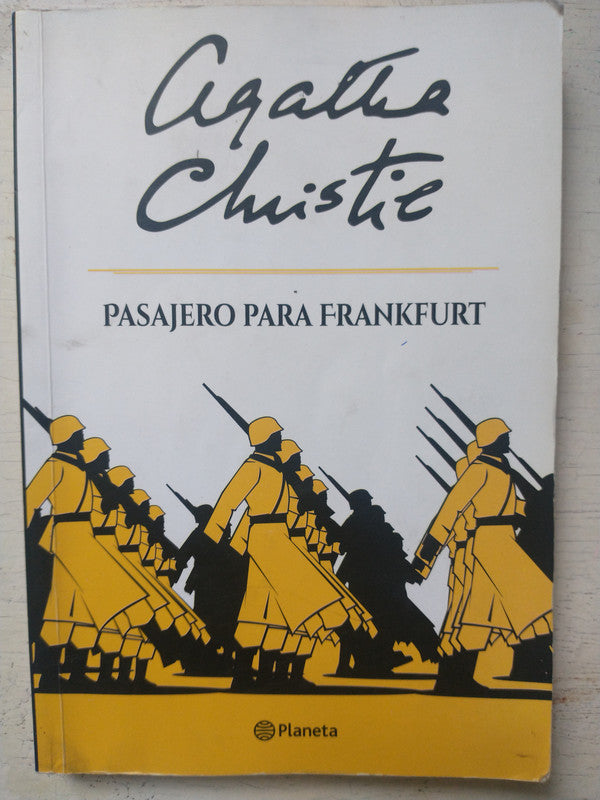 Agatha
Christie
PASAJERO PARA FRANKFURT
Planeta